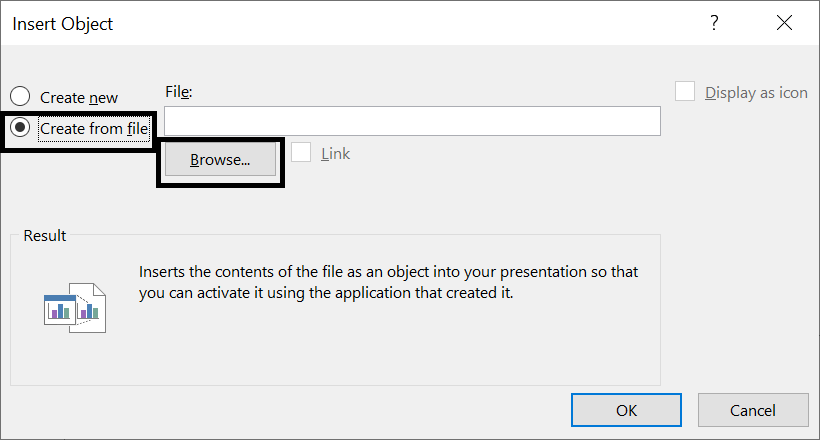 Insert Object
?
Create new
File:
Display as icon
Create from file
Browse...
Link
Result
Inserts the contents of the file as an object into your presentation so that
you can activate it using the application that created it.
OK
Cancel